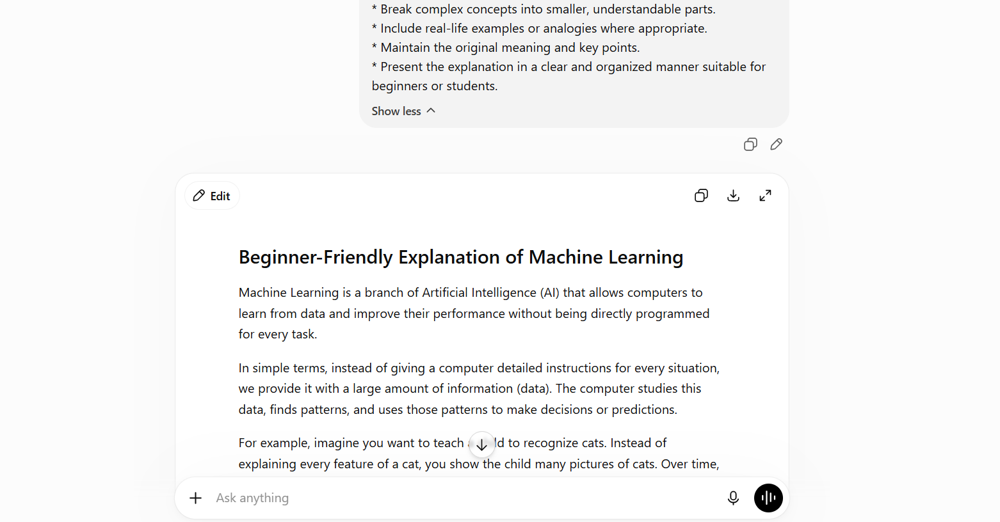 * Break complex concepts into smaller, understandable parts.
* Include real-life examples or analogies where appropriate.
* Maintain the original meaning and key points.
* Present the explanation in a clear and organized manner suitable for
beginners or students.
Show less
Edit
Beginner-Friendly Explanation of Machine Learning
Machine Learning is a branch of Artificial Intelligence (AI) that allows computers to
learn from data and improve their performance without being directly programmed
for every task.
In simple terms, instead of giving a computer detailed instructions for every situation,
we provide it with a large amount of information (data). The computer studies this
data, finds patterns, and uses those patterns to make decisions or predictions.
For example, imagine you want to teach to recognize cats. Instead of
explaining every feature of a cat, you show the child many pictures of cats. Over time,
Ask anything